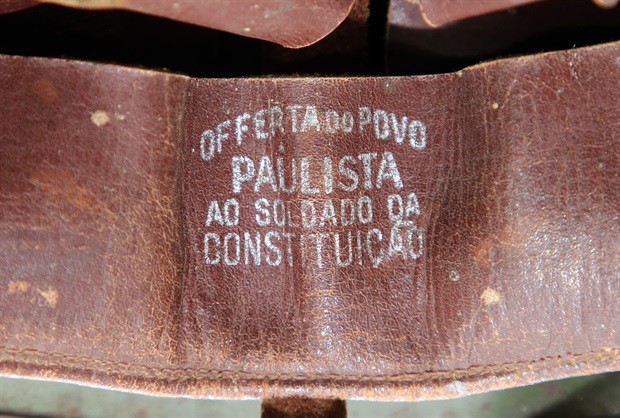 OFFERTA DO POVO
PAULISTA
AO SOLDADO DA
CONSTITUIÇÃO